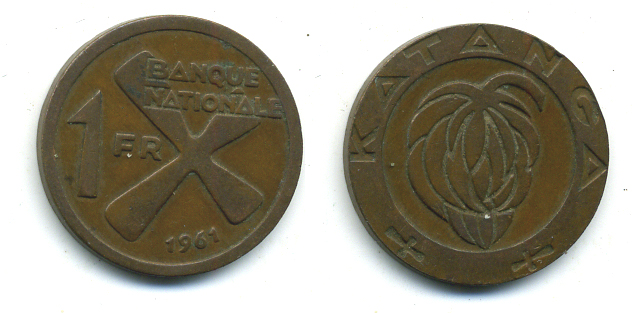 BANQUE
NATIONALE
1 FR
1961
KATANGA